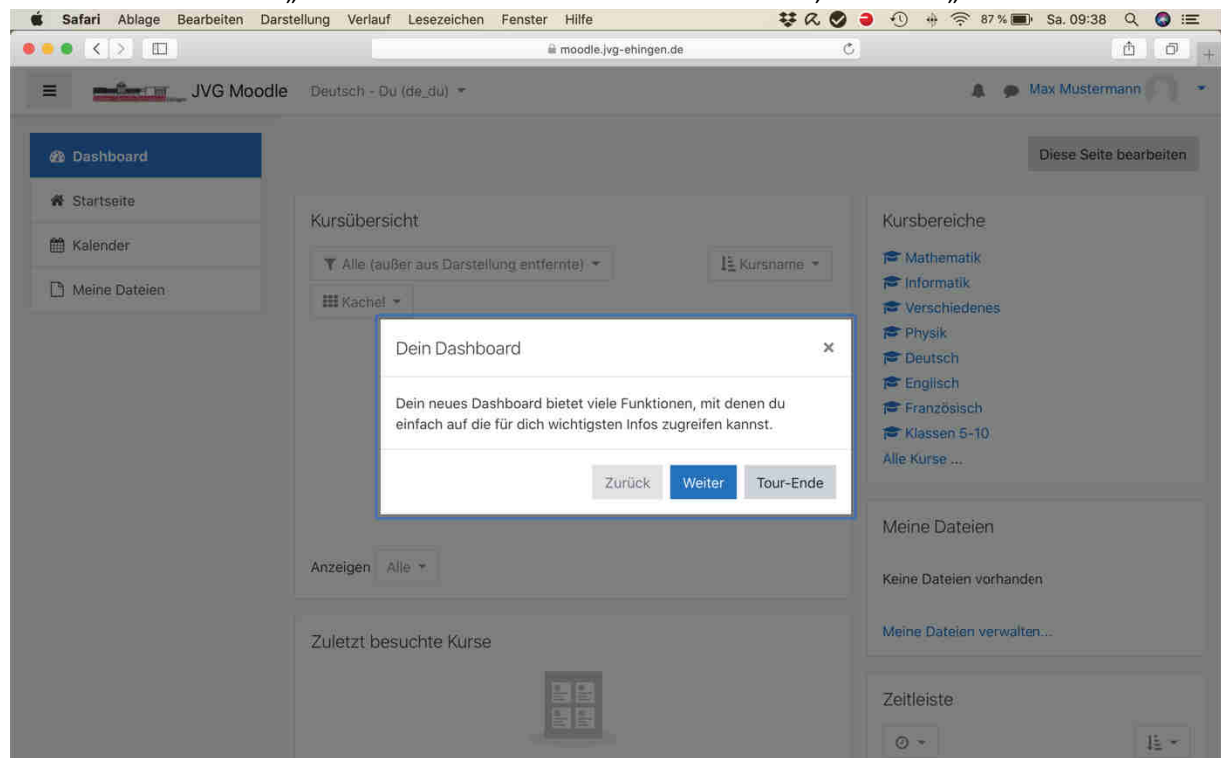 Safari Ablage Bearbeiten Darstellung Verlauf Lesezeichen Fenster Hilfe 87 % Sa. 09:38
moodle.jvg-ehingen.de
JVG Moodle Deutsch - Du (de_du) Max Mustermann
Dashboard
Diese Seite bearbeiten
Startseite
Kalender
Meine Dateien
Kursübersicht
Alle (außer aus Darstellung entfernte) Kursname
Kachel
Dein Dashboard ×
Dein neues Dashboard bietet viele Funktionen, mit denen du
einfach auf die für dich wichtigsten Infos zugreifen kannst.
Zurück Weiter Tour-Ende
Anzeigen Alle
Zuletzt besuchte Kurse
Kursbereiche
Mathematik
Informatik
Verschiedenes
Physik
Deutsch
Englisch
Französisch
Klassen 5-10
Alle Kurse ...
Meine Dateien
Keine Dateien vorhanden
Meine Dateien verwalten...
Zeitleiste